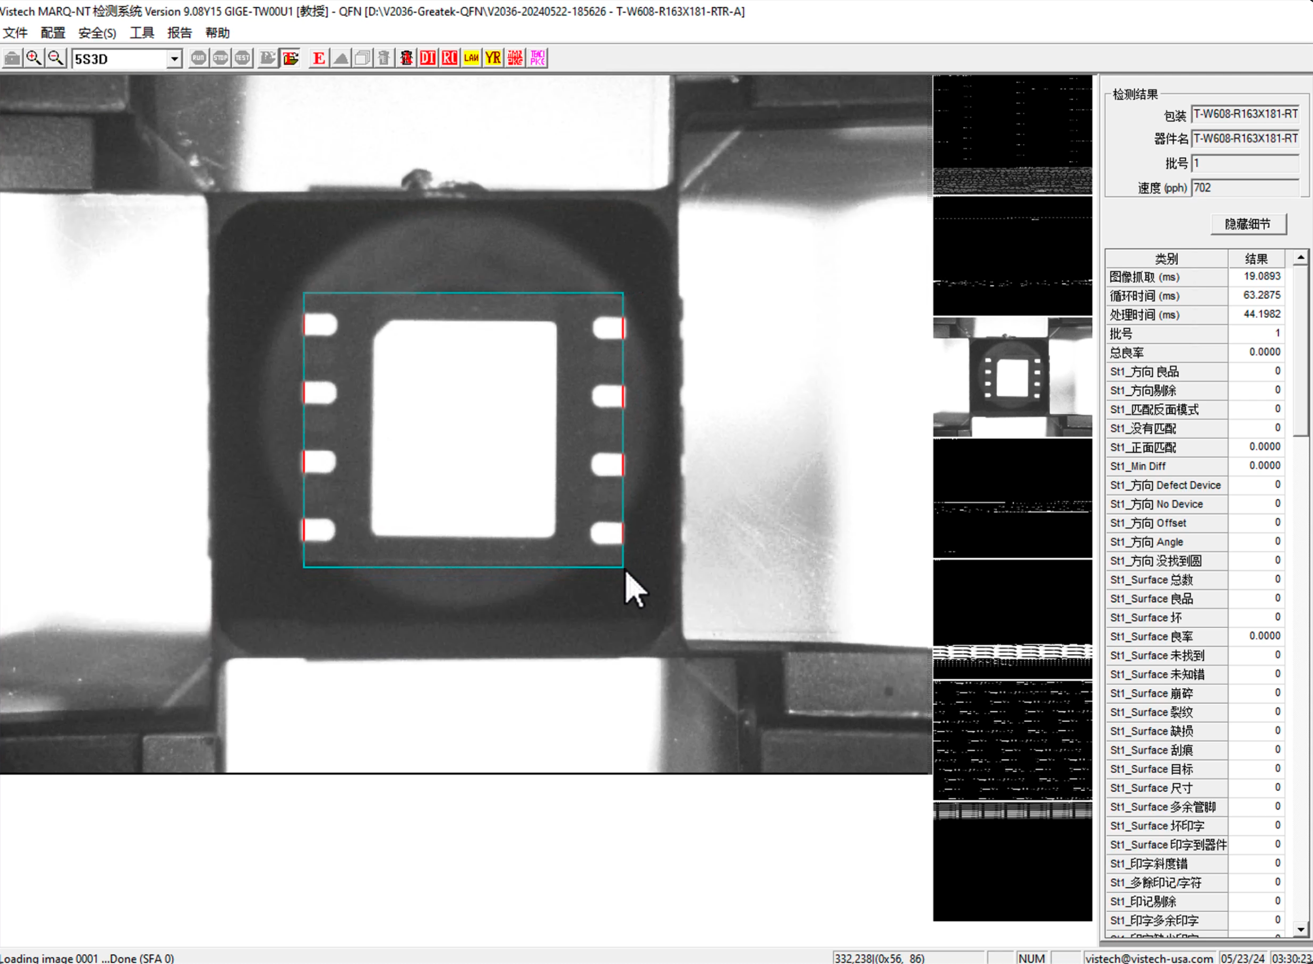 Vistech MARQ-NT 检测系统 Version 9.08Y15 GIGE-TW00U1 [教授] - QFN [D:\V2036-Greatek-QFN\V2036-20240522-185626 - T-W608-R163X181-RTR-A]
文件 配置 安全(S) 工具 报告 帮助
5S3D RUN STOP TEST E DI RC LAN YR
检测结果
包装 T-W608-R163X181-RT
器件名 T-W608-R163X181-RT
批号 1
速度 (pph) 702
隐藏细节
类别 结果
图像抓取 (ms) 19.0893
循环时间 (ms) 63.2875
处理时间 (ms) 44.1982
批号 1
总良率 0.0000
St1_方向 良品 0
St1_方向剔除 0
St1_匹配反面模式 0
St1_没有匹配 0
St1_正面匹配 0.0000
St1_Min Diff 0.0000
St1_方向 Defect Device 0
St1_方向 No Device 0
St1_方向 Offset 0
St1_方向 Angle 0
St1_方向 没找到圆 0
St1_Surface 总数 0
St1_Surface 良品 0
St1_Surface 坏 0
St1_Surface 良率 0.0000
St1_Surface 未找到 0
St1_Surface 未知错 0
St1_Surface 崩碎 0
St1_Surface 裂纹 0
St1_Surface 缺损 0
St1_Surface 刮痕 0
St1_Surface 目标 0
St1_Surface 尺寸 0
St1_Surface 多余管脚 0
St1_Surface 坏印字 0
St1_Surface 印字到器件 0
St1_印字斜度错 0
St1_多餘印记/字符 0
St1_印记剔除 0
St1_印字多余印字 0
Loading image 0001 ...Done (SFA 0) 332,238|(0x56, 86) NUM vistech@vistech-usa.com 05/23/24 03:30:23